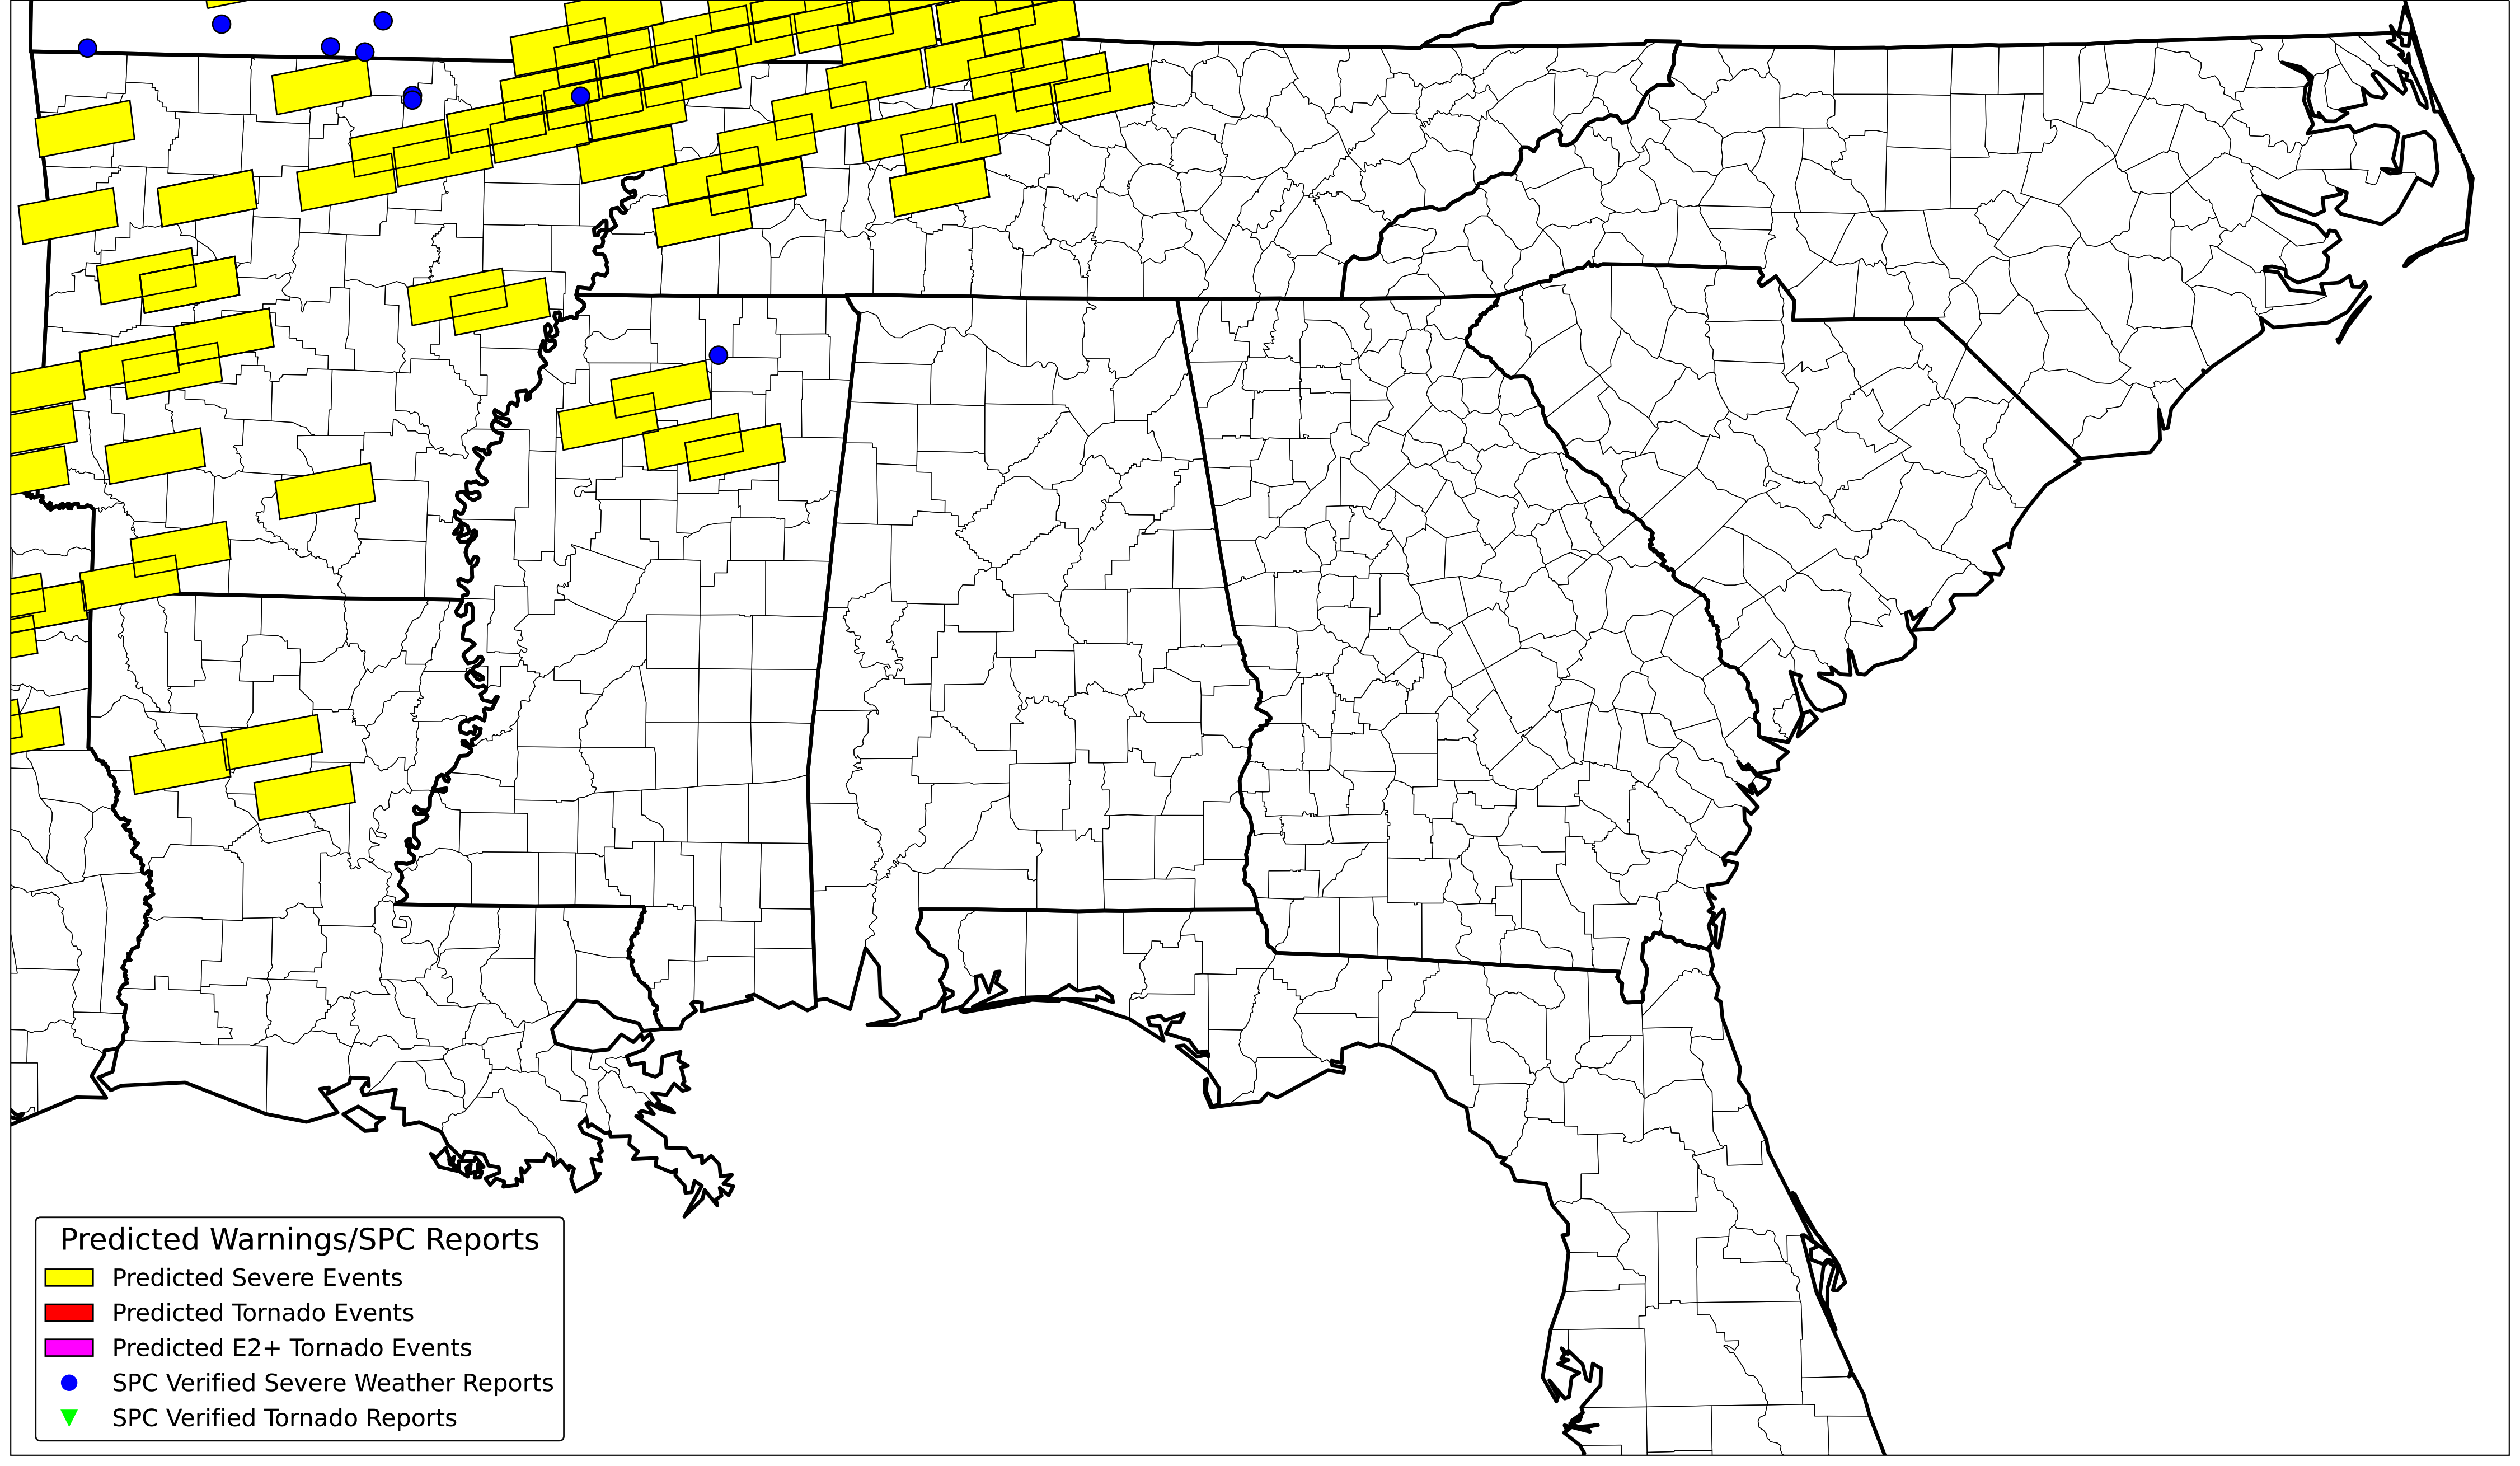 Predicted Warnings/SPC Reports
Predicted Severe Events
Predicted Tornado Events
Predicted E2+ Tornado Events
SPC Verified Severe Weather Reports
SPC Verified Tornado Reports